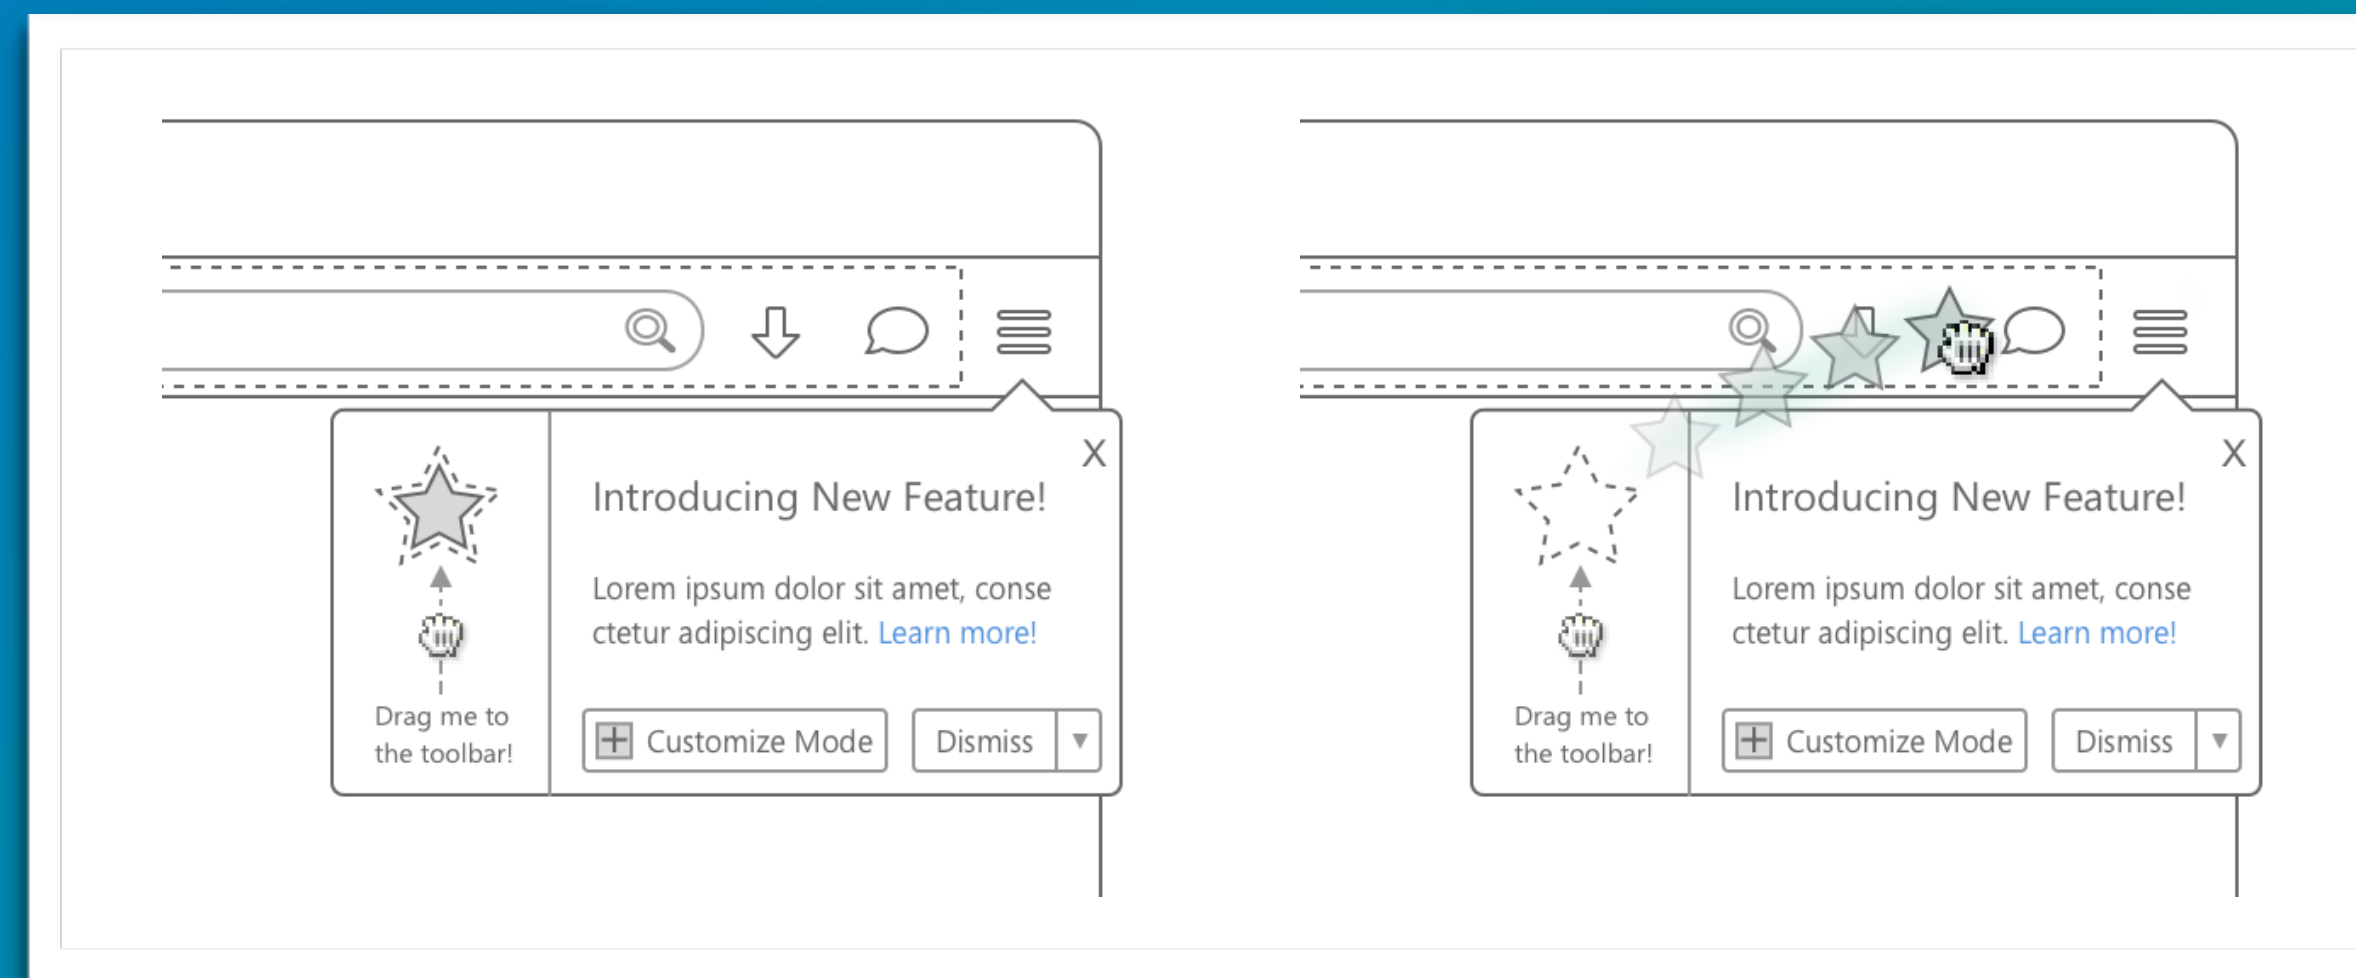 X
Introducing New Feature!
Lorem ipsum dolor sit amet, conse
ctetur adipiscing elit. Learn more!
Drag me to
the toolbar!
Customize Mode
Dismiss
X
Introducing New Feature!
Lorem ipsum dolor sit amet, conse
ctetur adipiscing elit. Learn more!
Drag me to
the toolbar!
Customize Mode
Dismiss